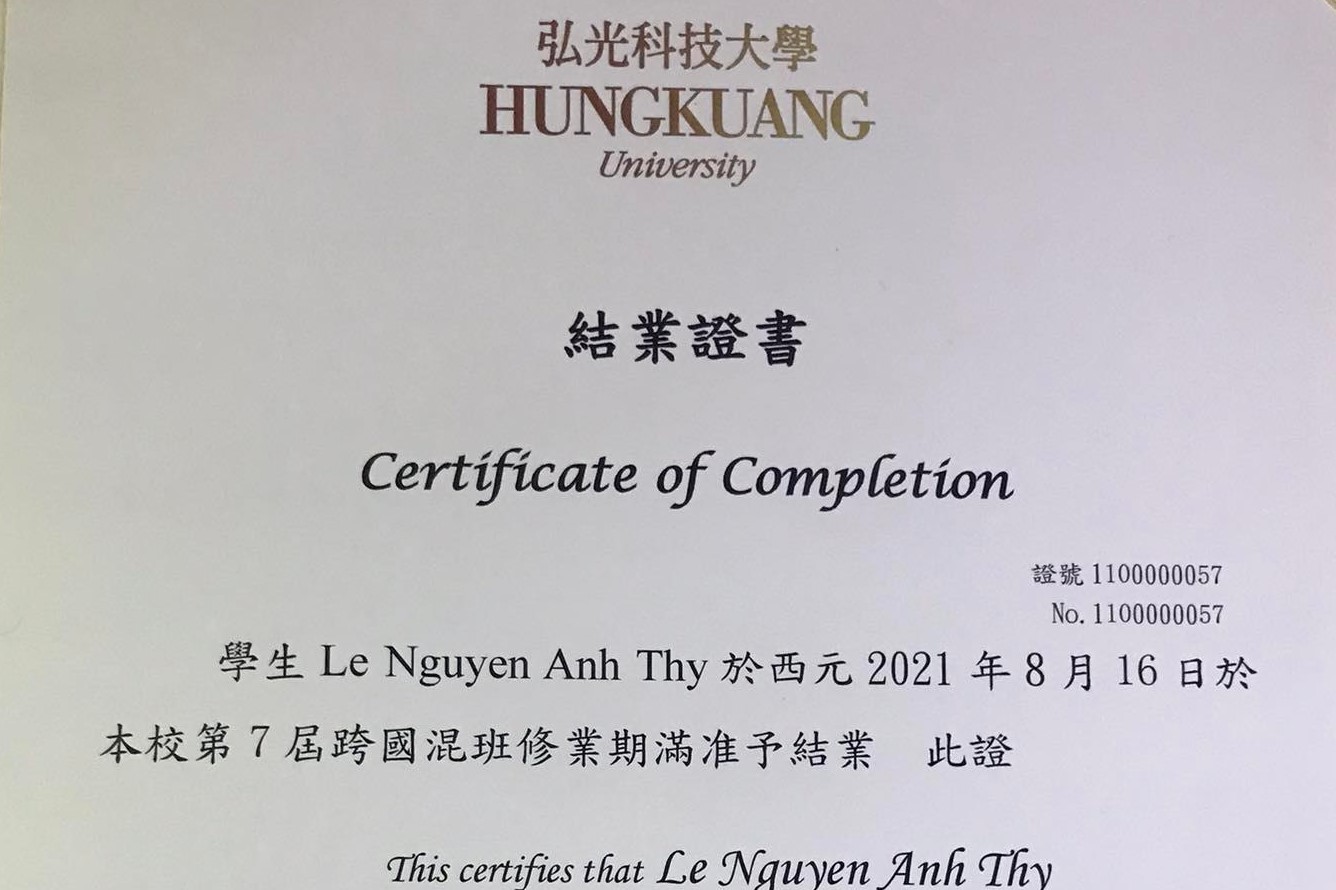 弘光科技大學
HUNGKUANG
University
結業證書
Certificate of Completion
證號 1100000057
No. 1100000057
學生 Le Nguyen Anh Thy 於西元 2021 年 8 月 16 日於
本校第 7 屆跨國混班修業期滿准予結業　此證
This certifies that Le Nguyen Anh Thy